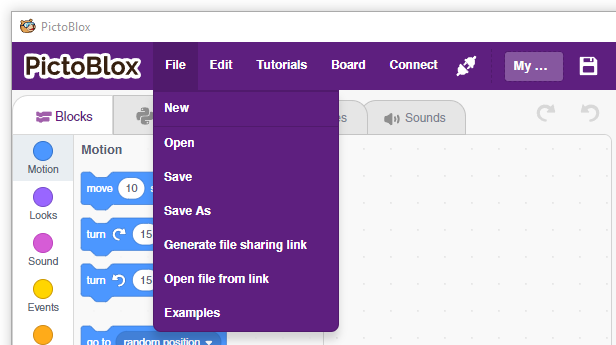 PictoBlox
PictoBlox File Edit Tutorials Board Connect My ...
Blocks
es
Sounds
New
Open
Save
Save As
Generate file sharing link
Open file from link
Examples
Motion
Looks
Sound
Events
Motion
move 10 s
turn 15
turn 15
go to random position